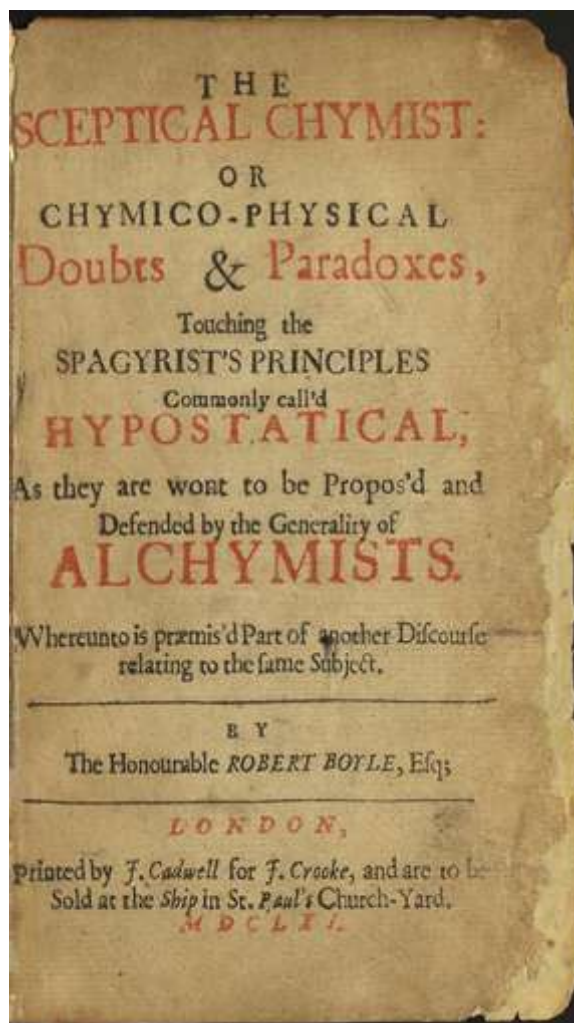 THE
SCEPTICAL CHYMIST:
OR
CHYMICO-PHYSICAL
Doubts & Paradoxes,
Touching the
SPAGYRIST'S PRINCIPLES
Commonly call'd
HYPOSTATICAL,
As they are wont to be Propos'd and
Defended by the Generality of
ALCHYMISTS.
Whereunto is præmis'd Part of another Diſcourſe
relating to the ſame Subject.
BY
The Honourable ROBERT BOYLE, Eſq;
LONDON,
Printed by J. Cadwell for J. Crooke, and are to be
Sold at the Ship in St. Paul's Church-Yard.
MDCLXI.